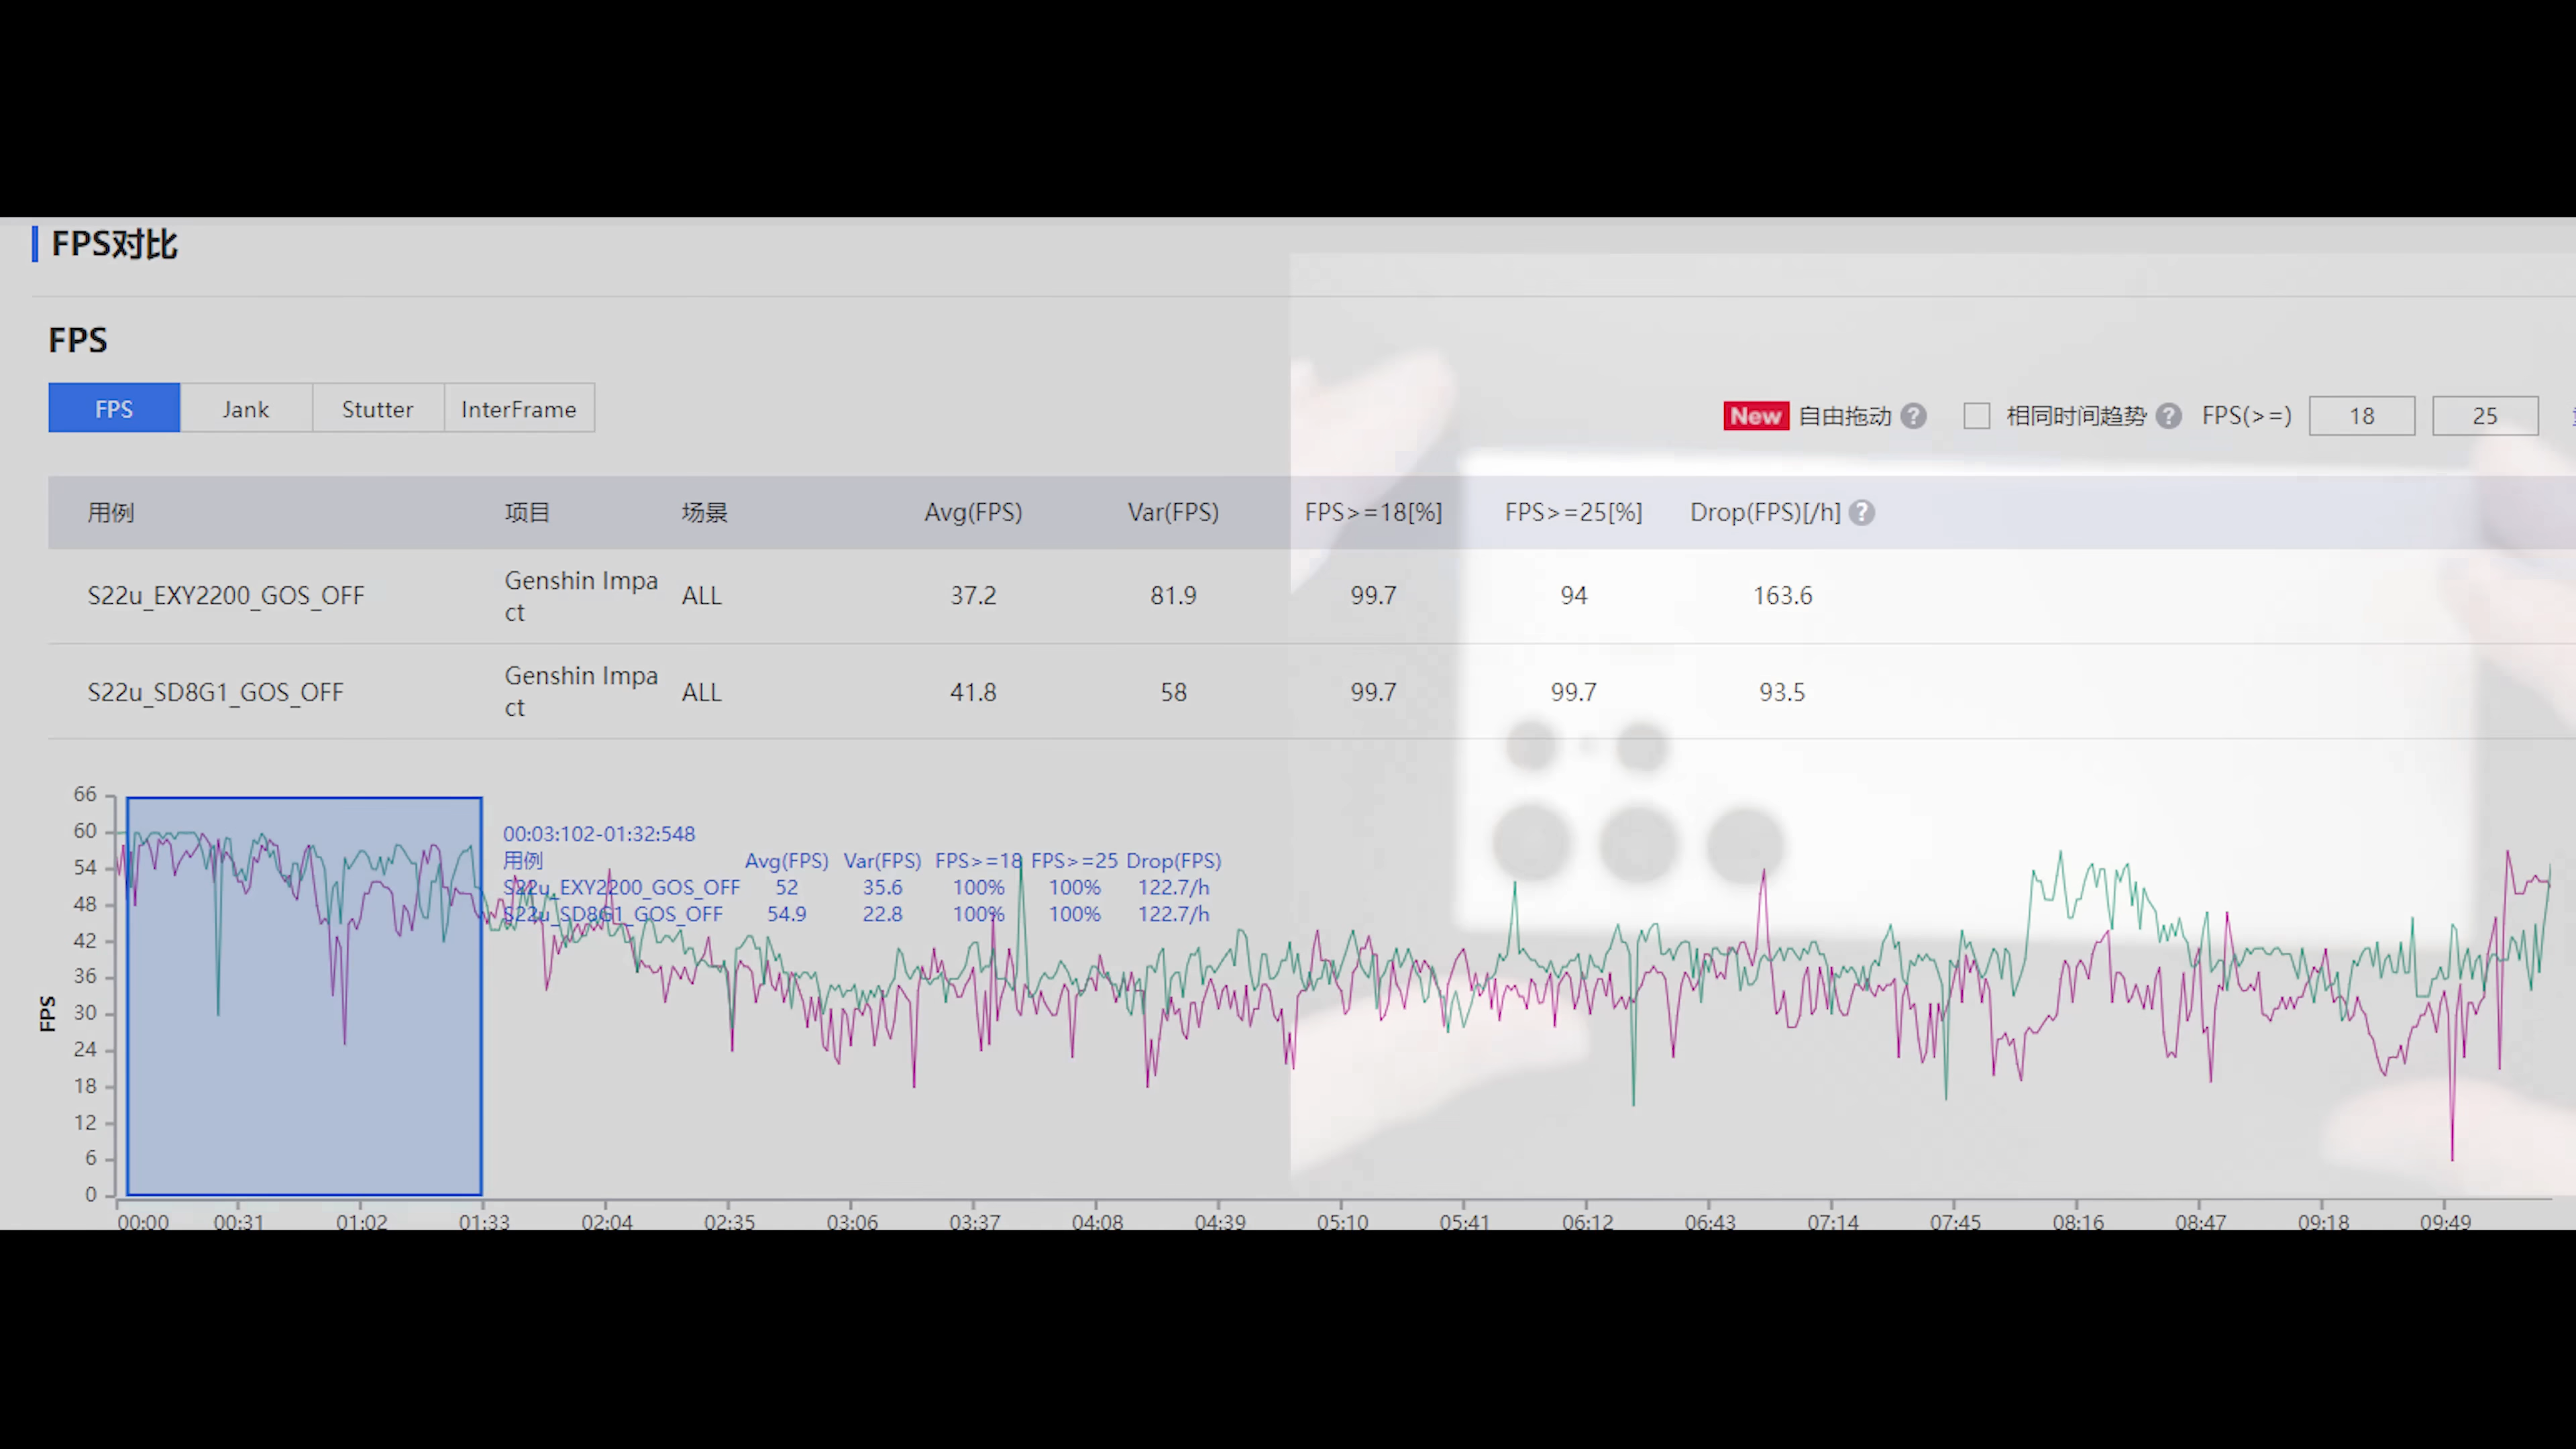 FPS对比
FPS
FPS Jank Stutter InterFrame
New 自由拖动 ? 相同时间趋势 ? FPS(>=) 18 25
用例 项目 场景 Avg(FPS) Var(FPS) FPS>=18[%] FPS>=25[%] Drop(FPS)[/h] ?
S22u_EXY2200_GOS_OFF Genshin Impa ALL 37.2 81.9 99.7 94 163.6
ct
S22u_SD8G1_GOS_OFF Genshin Impa ALL 41.8 58 99.7 99.7 93.5
ct
00:03:102-01:32:548
用例 Avg(FPS) Var(FPS) FPS>=18 FPS>=25 Drop(FPS)
S22u_EXY2200_GOS_OFF 52 35.6 100% 100% 122.7/h
S22u_SD8G1_GOS_OFF 54.9 22.8 100% 100% 122.7/h
66
60
54
48
42
36
30
24
18
12
6
0
FPS
00:00 00:31 01:02 01:33 02:04 02:35 03:06 03:37 04:08 04:39 05:10 05:41 06:12 06:43 07:14 07:45 08:16 08:47 09:18 09:49